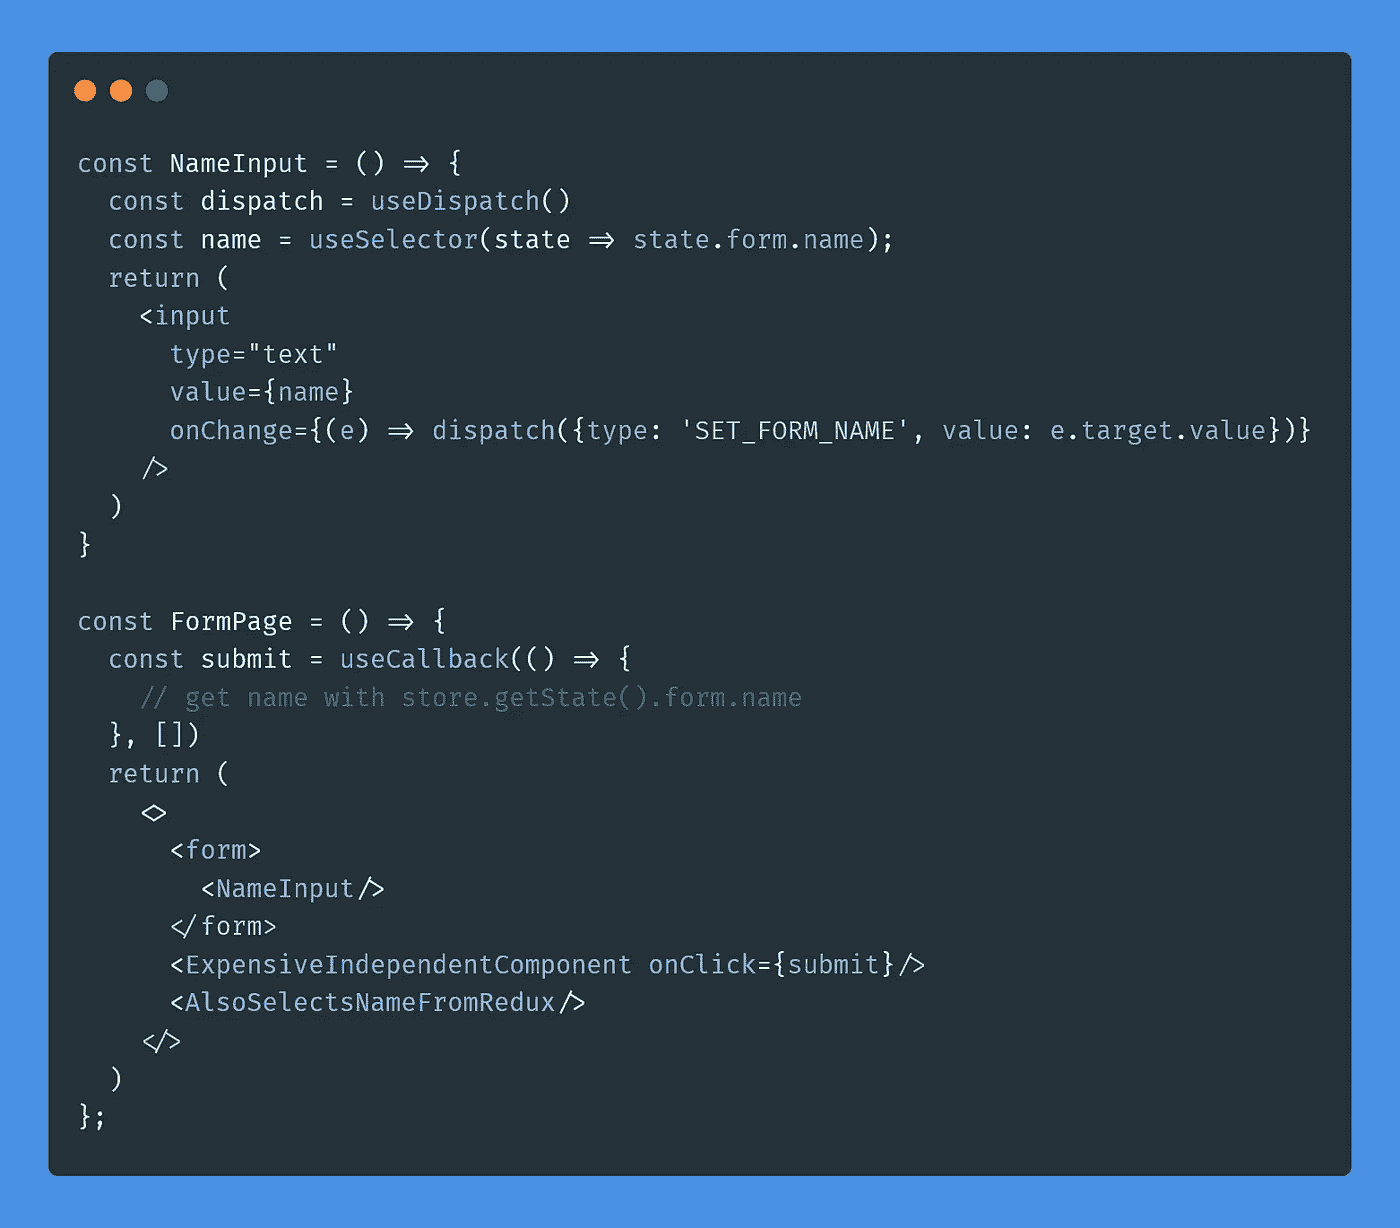 const NameInput = () => {
  const dispatch = useDispatch()
  const name = useSelector(state => state.form.name);
  return (
    <input
      type="text"
      value={name}
      onChange={(e) => dispatch({type: 'SET_FORM_NAME', value: e.target.value})}
    />
  )
}

const FormPage = () => {
  const submit = useCallback(() => {
    // get name with store.getState().form.name
  }, [])
  return (
    <>
      <form>
        <NameInput/>
      </form>
      <ExpensiveIndependentComponent onClick={submit}/>
      <AlsoSelectsNameFromRedux/>
    </>
  )
};